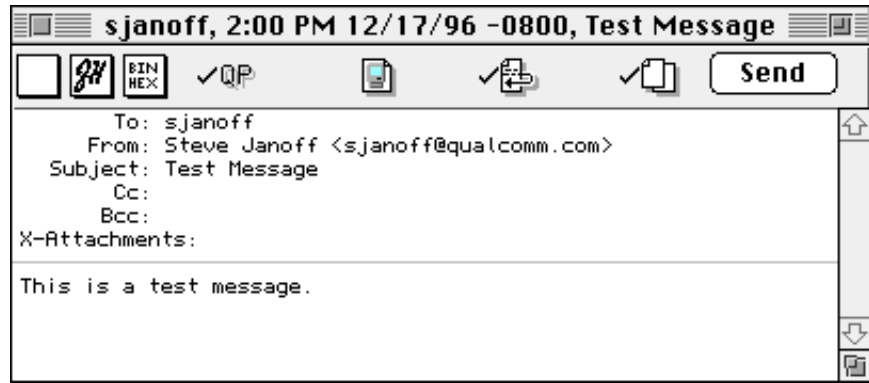 sjanoff, 2:00 PM 12/17/96 -0800, Test Message
JH BIN HEX ✓QP Send
To: sjanoff
From: Steve Janoff <sjanoff@qualcomm.com>
Subject: Test Message
Cc:
Bcc:
X-Attachments:
This is a test message.